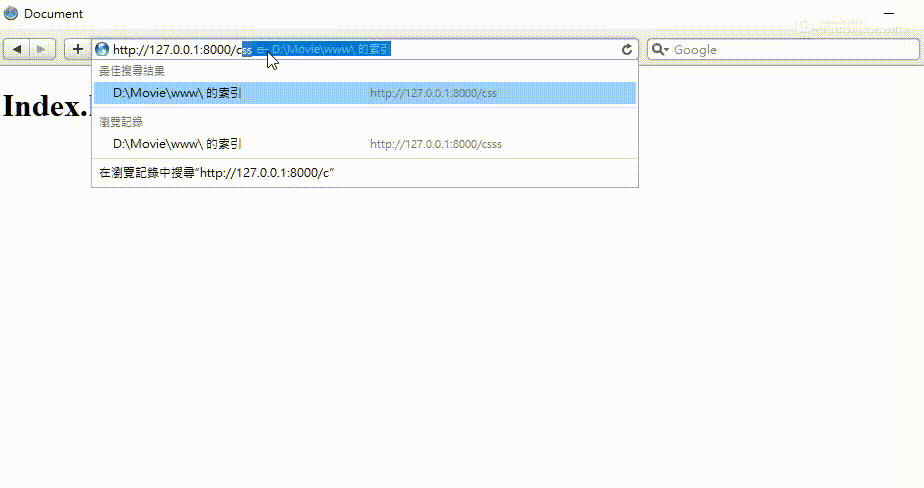 Document
http://127.0.0.1:8000/css — D:\Movie\www\ 的索引
Google
最佳搜尋結果
D:\Movie\www\ 的索引 http://127.0.0.1:8000/css
Index.
瀏覽記錄
D:\Movie\www\ 的索引 http://127.0.0.1:8000/csss
在瀏覽記錄中搜尋"http://127.0.0.1:8000/c"